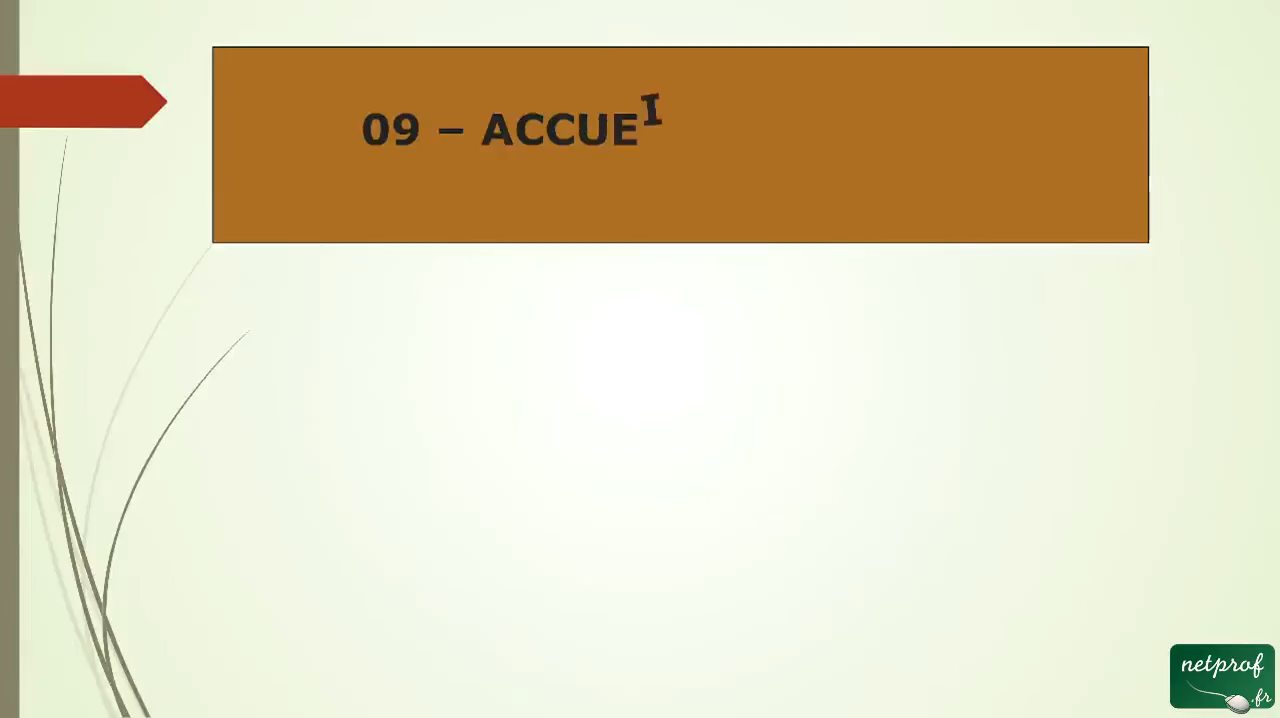 09 – ACCUEI
netprof
.fr